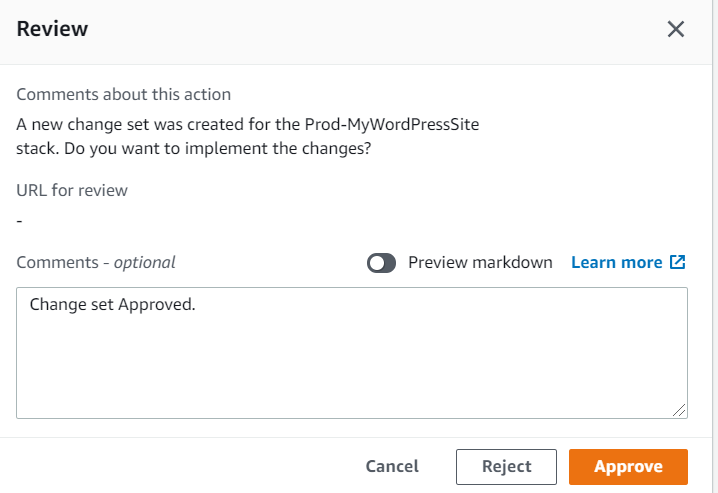 Review
Comments about this action
A new change set was created for the Prod-MyWordPressSite
stack. Do you want to implement the changes?
URL for review
-
Comments - optional
Preview markdown
Learn more
Change set Approved.
Cancel
Reject
Approve